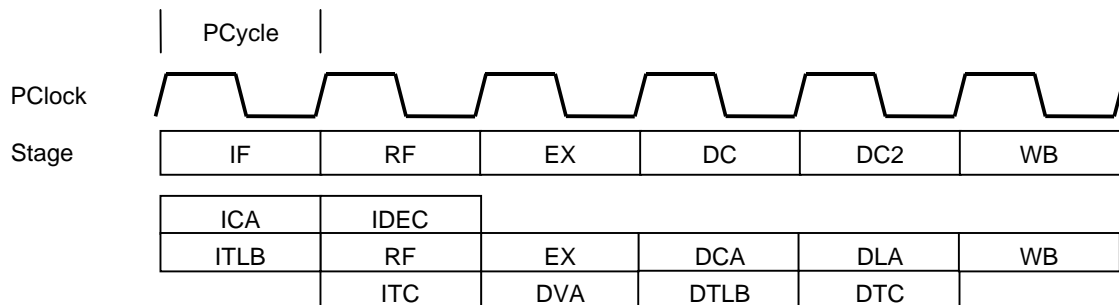 PCycle
PClock
Stage IF RF EX DC DC2 WB
ICA IDEC
ITLB RF EX DCA DLA WB
ITC DVA DTLB DTC